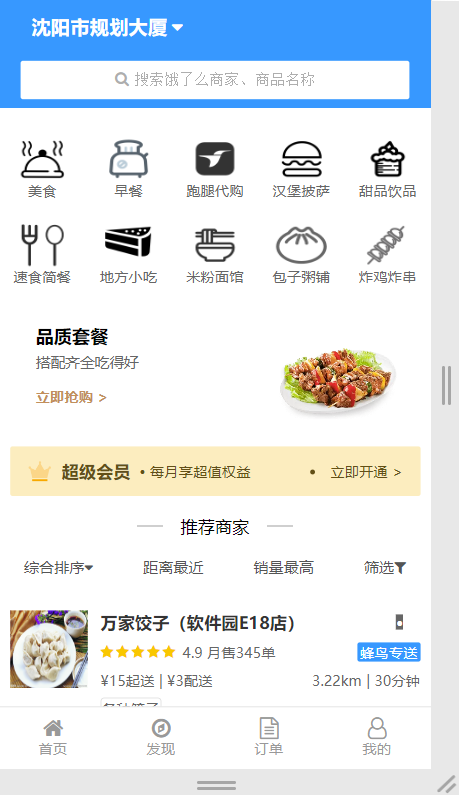 沈阳市规划大厦
搜索饿了么商家、商品名称
美食 早餐 跑腿代购 汉堡披萨 甜品饮品
速食简餐 地方小吃 米粉面馆 包子粥铺 炸鸡炸串
品质套餐
搭配齐全吃得好
立即抢购 >
超级会员 • 每月享超值权益 • 立即开通 >
推荐商家
综合排序 距离最近 销量最高 筛选
万家饺子（软件园E18店）
4.9 月售345单 蜂鸟专送
¥15起送 | ¥3配送 3.22km | 30分钟
各种饺子
首页 发现 订单 我的